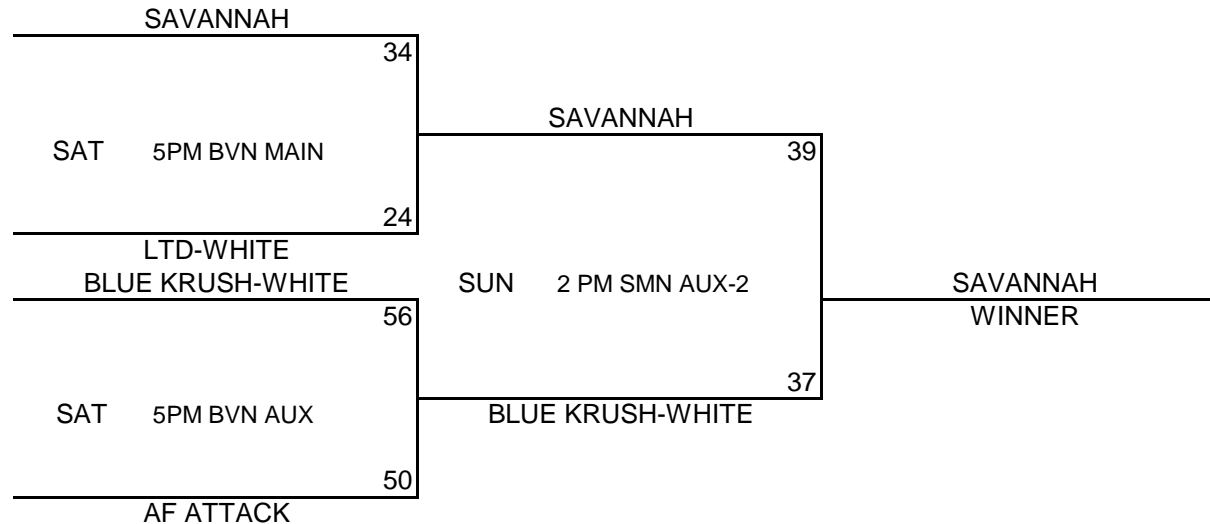 SAVANNAH
34
SAVANNAH
SAT 5PM BVN MAIN
39
24
LTD-WHITE
BLUE KRUSH-WHITE
SUN 2 PM SMN AUX-2
SAVANNAH
56
WINNER
37
SAT 5PM BVN AUX
BLUE KRUSH-WHITE
50
AF ATTACK